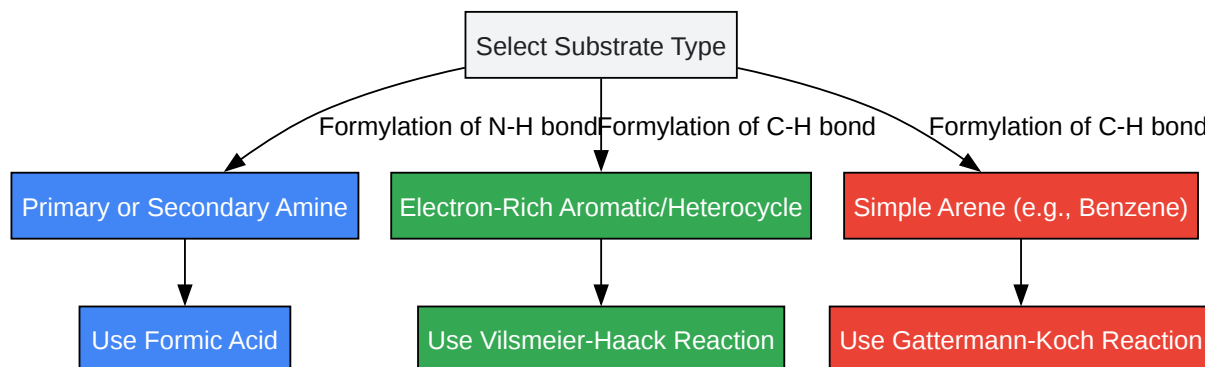 Select Substrate Type
Formylation of N-H bond
Formylation of C-H bond
Formylation of C-H bond
Primary or Secondary Amine
Electron-Rich Aromatic/Heterocycle
Simple Arene (e.g., Benzene)
Use Formic Acid
Use Vilsmeier-Haack Reaction
Use Gattermann-Koch Reaction